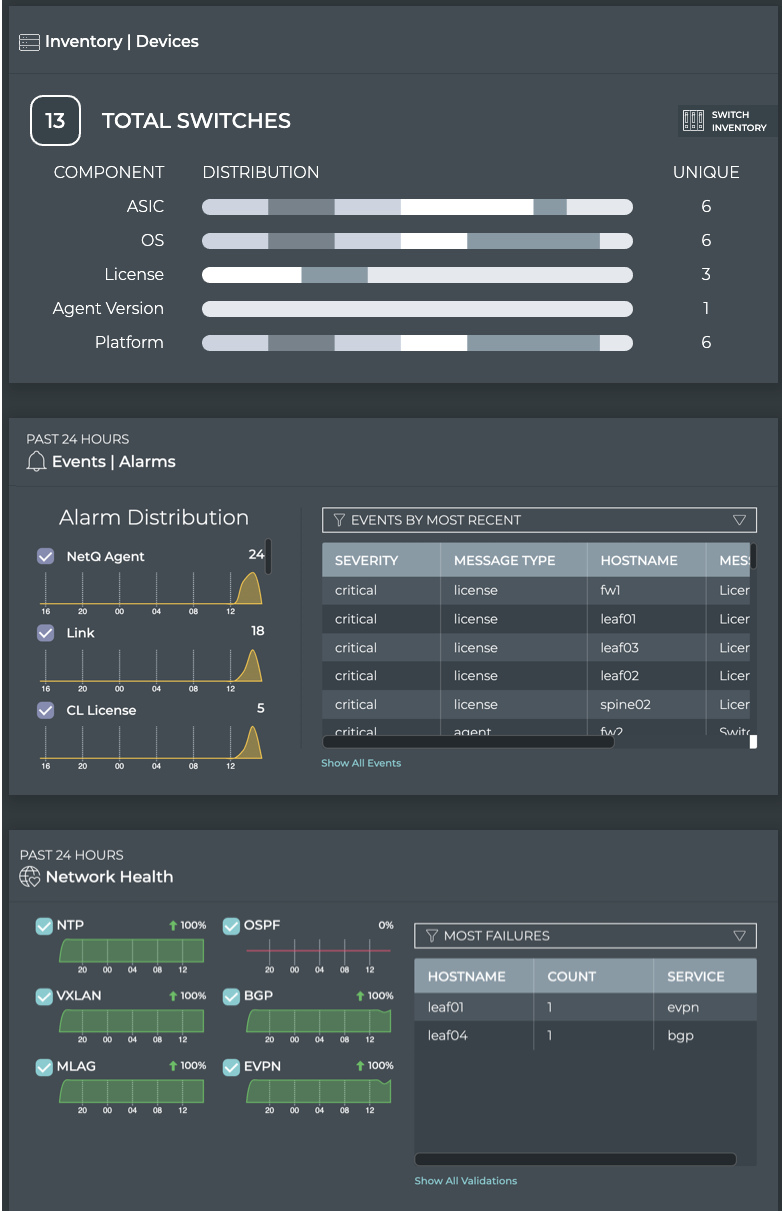 Inventory | Devices
13 TOTAL SWITCHES
SWITCH
INVENTORY
COMPONENT DISTRIBUTION UNIQUE
ASIC 6
OS 6
License 3
Agent Version 1
Platform 6
PAST 24 HOURS
Events | Alarms
Alarm Distribution
NetQ Agent 24
16 20 00 04 08 12
Link 18
16 20 00 04 08 12
CL License 5
16 20 00 04 08 12
EVENTS BY MOST RECENT
SEVERITY MESSAGE TYPE HOSTNAME MES
critical license fw1 Licer
critical license leaf01 Licer
critical license leaf03 Licer
critical license leaf02 Licer
critical license spine02 Licer
critical agent fw2 Switc
Show All Events
PAST 24 HOURS
Network Health
NTP 100%
20 00 04 08 12
OSPF 0%
20 00 04 08 12
VXLAN 100%
20 00 04 08 12
BGP 100%
20 00 04 08 12
MLAG 100%
20 00 04 08 12
EVPN 100%
20 00 04 08 12
MOST FAILURES
HOSTNAME COUNT SERVICE
leaf01 1 evpn
leaf04 1 bgp
Show All Validations